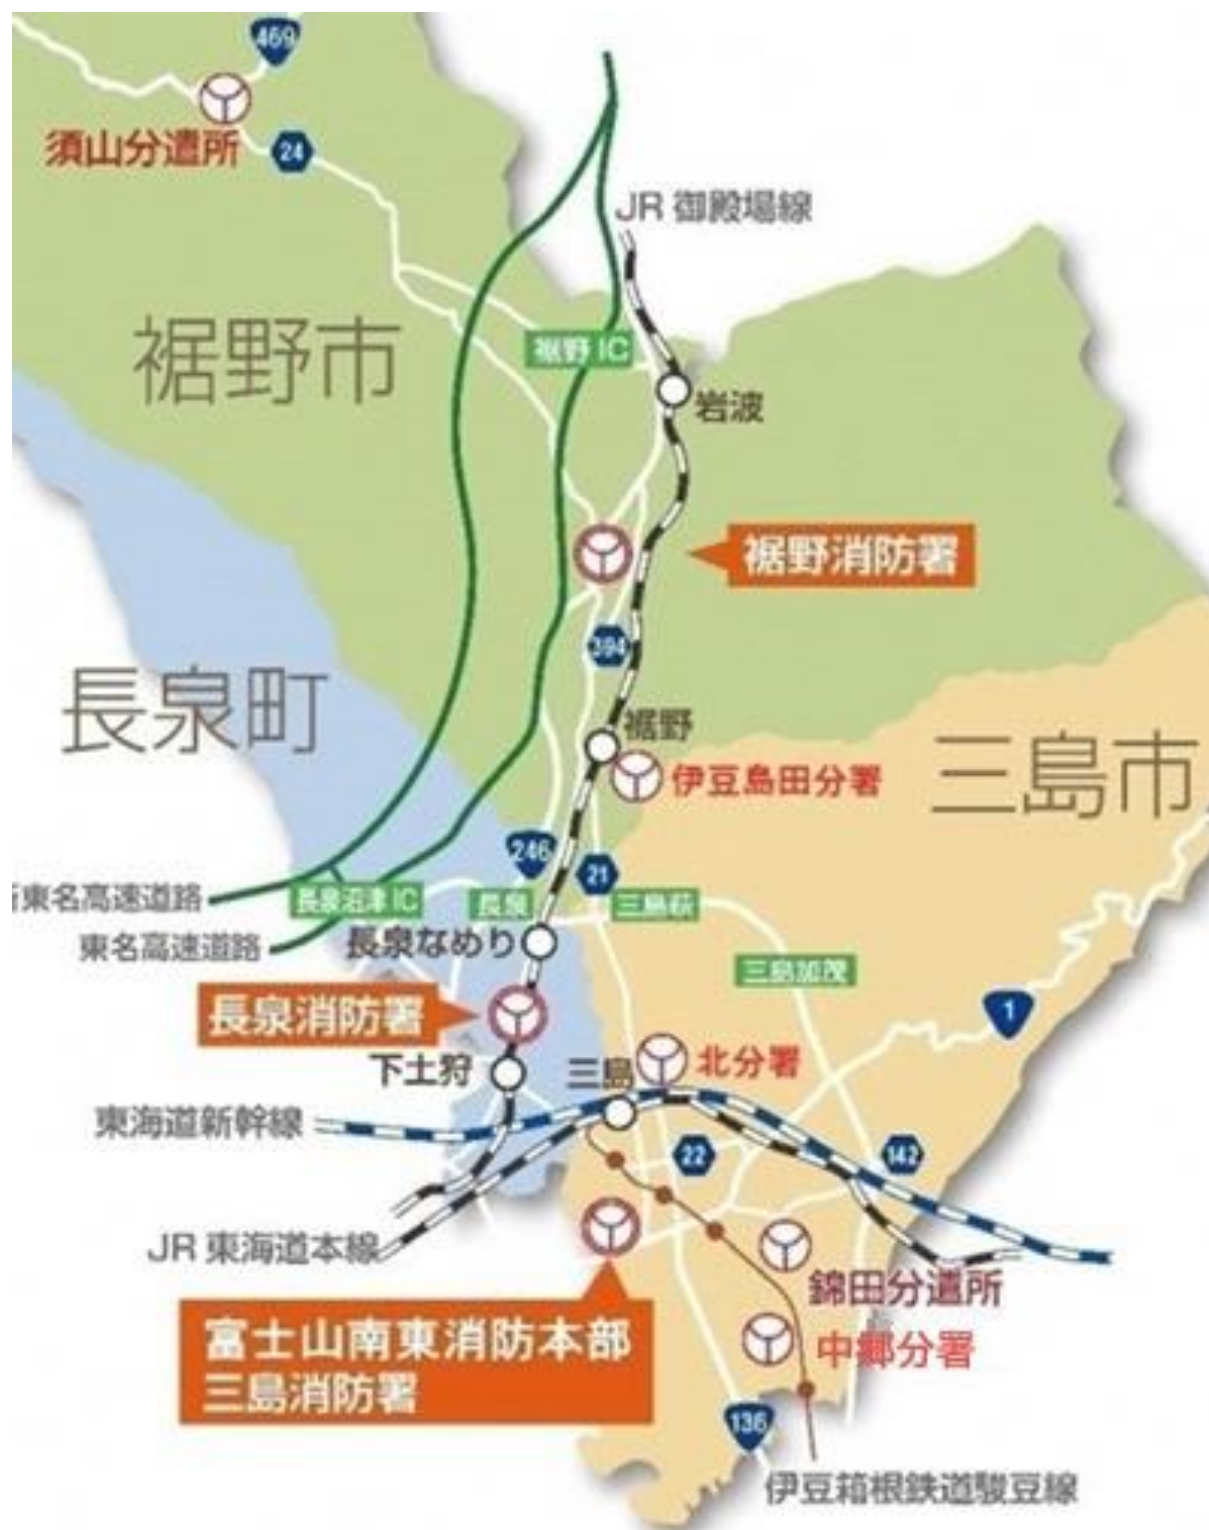 469
須山分遣所
24
JR 御殿場線
裾野市
裾野 IC
岩波
裾野消防署
394
長泉町
裾野
伊豆島田分署
三島市
246
21
東名高速道路
長泉沼津 IC
長泉
三島萩
東名高速道路
長泉なめり
三島加茂
長泉消防署
1
下土狩
三島
北分署
東海道新幹線
22
142
JR 東海道本線
錦田分遣所
富士山南東消防本部
三島消防署
中郷分署
136
伊豆箱根鉄道駿豆線